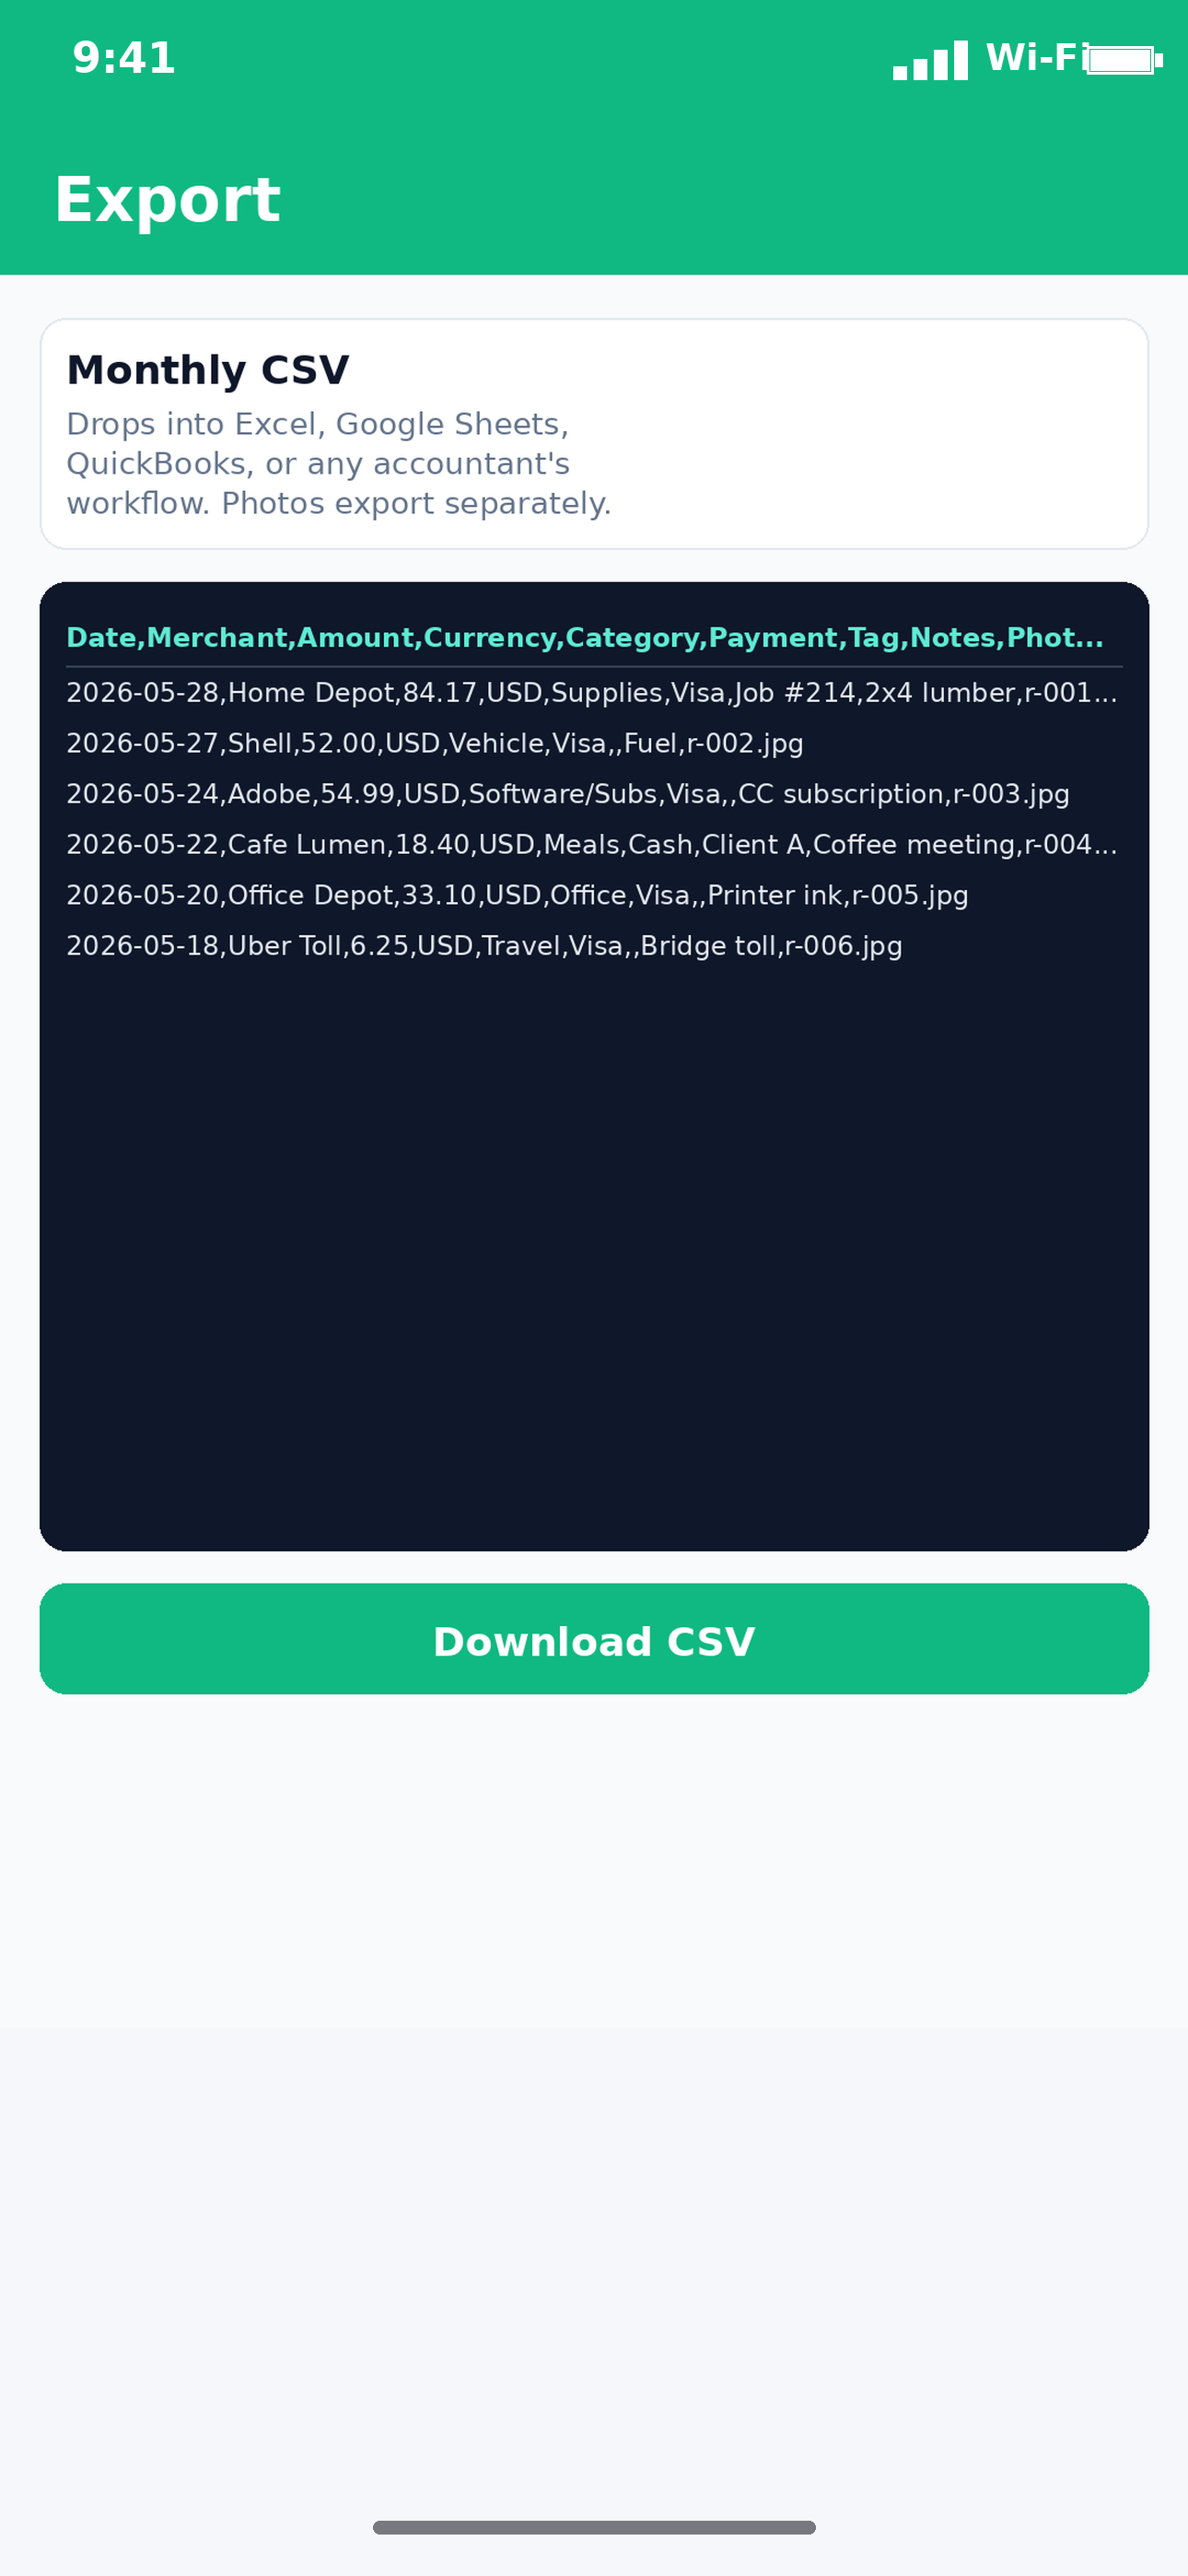 9:41 Wi-Fi
Export
Monthly CSV
Drops into Excel, Google Sheets,
QuickBooks, or any accountant's
workflow. Photos export separately.
Date,Merchant,Amount,Currency,Category,Payment,Tag,Notes,Phot...
2026-05-28,Home Depot,84.17,USD,Supplies,Visa,Job #214,2x4 lumber,r-001...
2026-05-27,Shell,52.00,USD,Vehicle,Visa,,Fuel,r-002.jpg
2026-05-24,Adobe,54.99,USD,Software/Subs,Visa,,CC subscription,r-003.jpg
2026-05-22,Cafe Lumen,18.40,USD,Meals,Cash,Client A,Coffee meeting,r-004...
2026-05-20,Office Depot,33.10,USD,Office,Visa,,Printer ink,r-005.jpg
2026-05-18,Uber Toll,6.25,USD,Travel,Visa,,Bridge toll,r-006.jpg
Download CSV